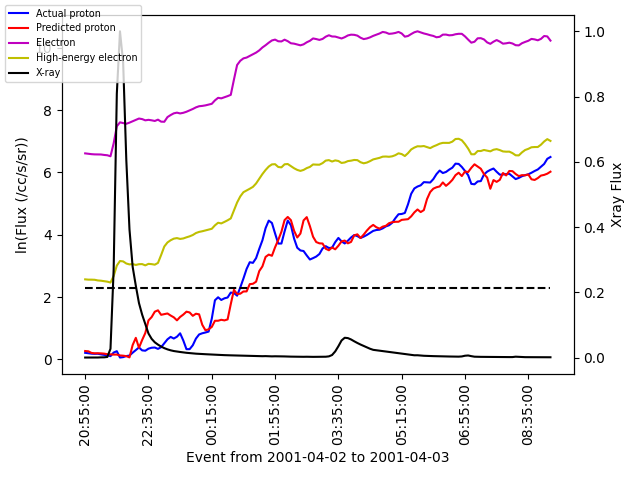 Actual proton
Predicted proton
Electron
High-energy electron
X-ray
10
8
6
4
2
0
ln(Flux (/cc/s/sr))
1.0
0.8
0.6
0.4
0.2
0.0
Xray Flux
20:55:00
22:35:00
00:15:00
01:55:00
03:35:00
05:15:00
06:55:00
08:35:00
Event from 2001-04-02 to 2001-04-03